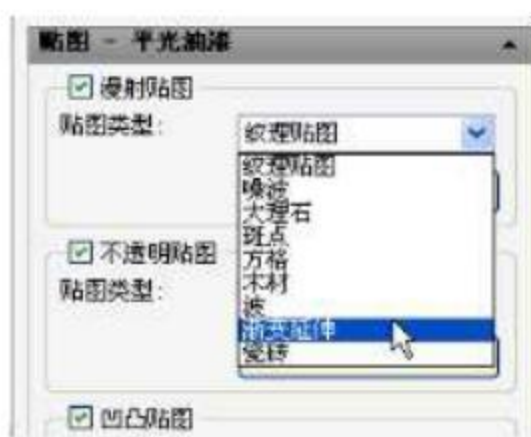 贴图 - 平光油漆
漫射贴图
贴图类型: 纹理贴图
纹理贴图
噪波
大理石
斑点
方格
木材
波
渐变延伸
瓷砖
不透明贴图
贴图类型:
凹凸贴图